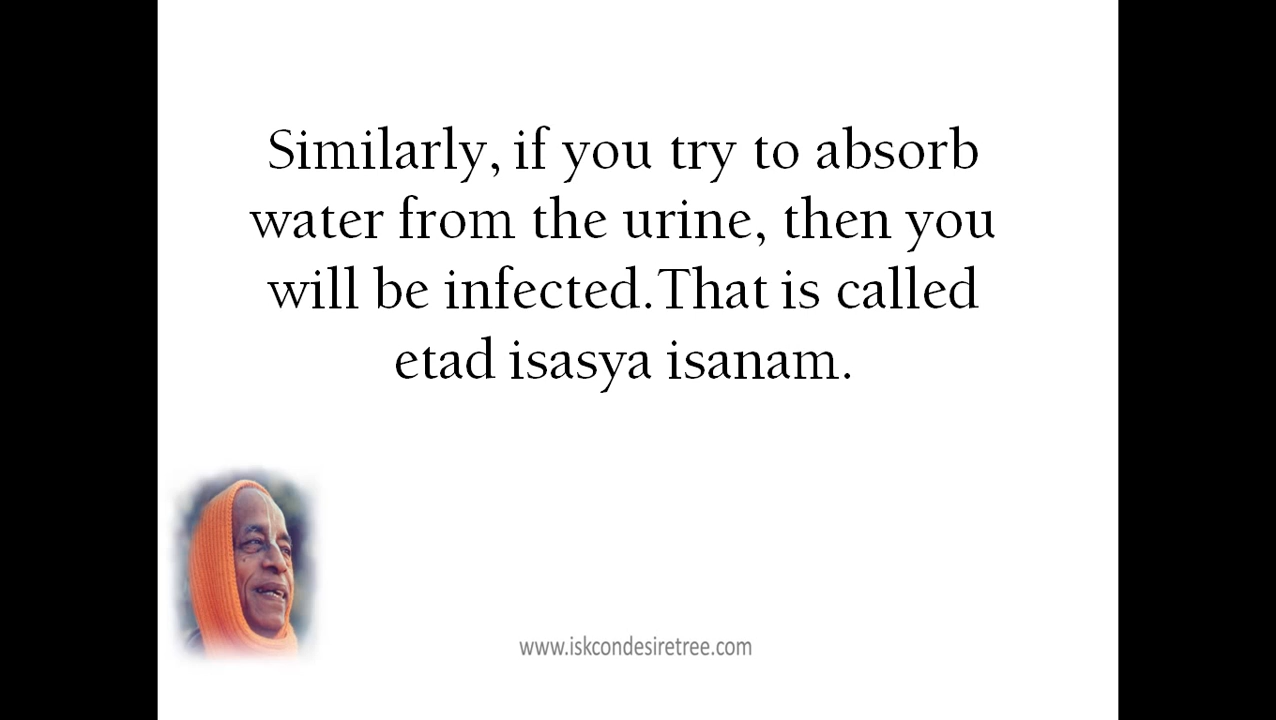 Similarly, if you try to absorb
water from the urine, then you
will be infected. That is called
etad isasya isanam.
www.iskcondesiretree.com